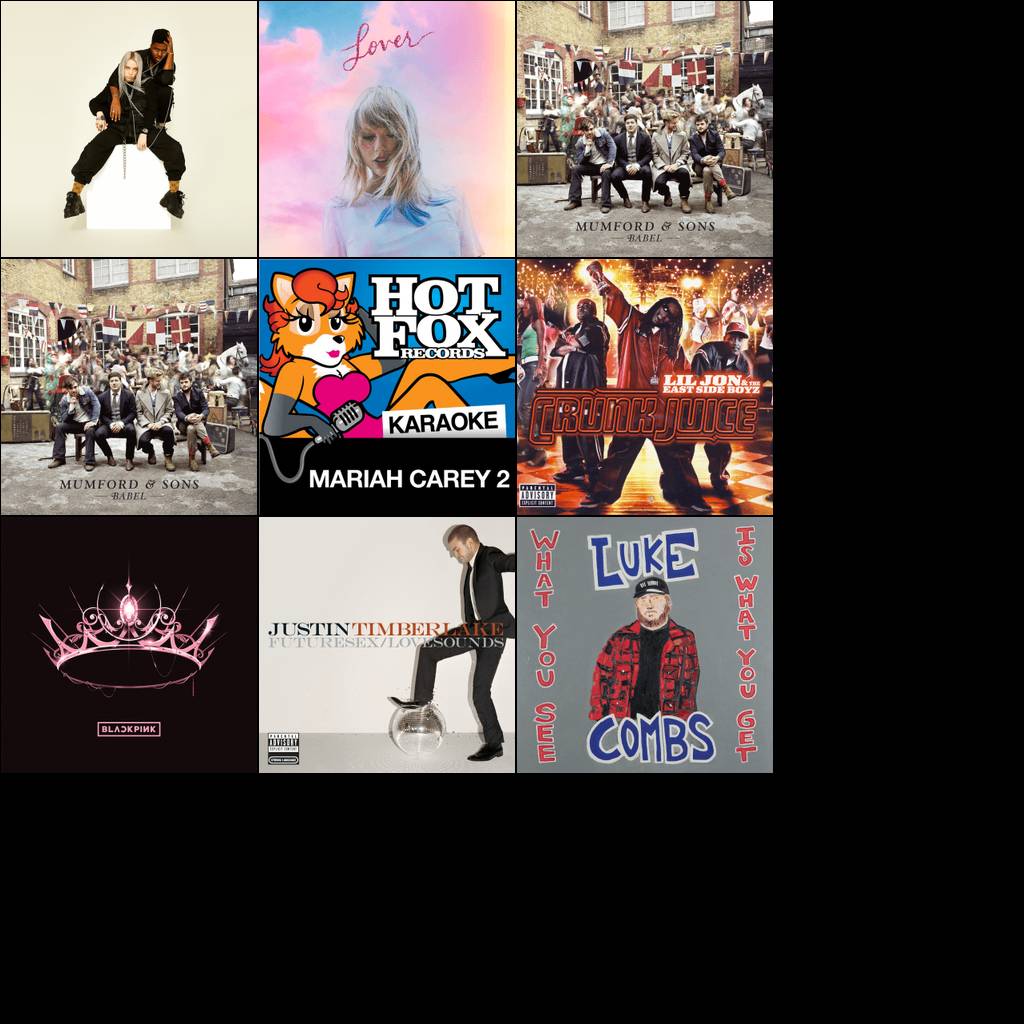 Lover
MUMFORD & SONS
BABEL
MUMFORD & SONS
BABEL
HOT
FOX
RECORDS
KARAOKE
MARIAH CAREY 2
LIL JON & THE
EAST SIDE BOYZ
CRUNK JUICE
PARENTAL
ADVISORY
EXPLICIT CONTENT
BLACKPINK
JUSTIN TIMBERLAKE
FUTURESEX/LOVESOUNDS
PARENTAL
ADVISORY
EXPLICIT CONTENT
WHAT YOU SEE
LUKE
COMBS
IS WHAT YOU GET